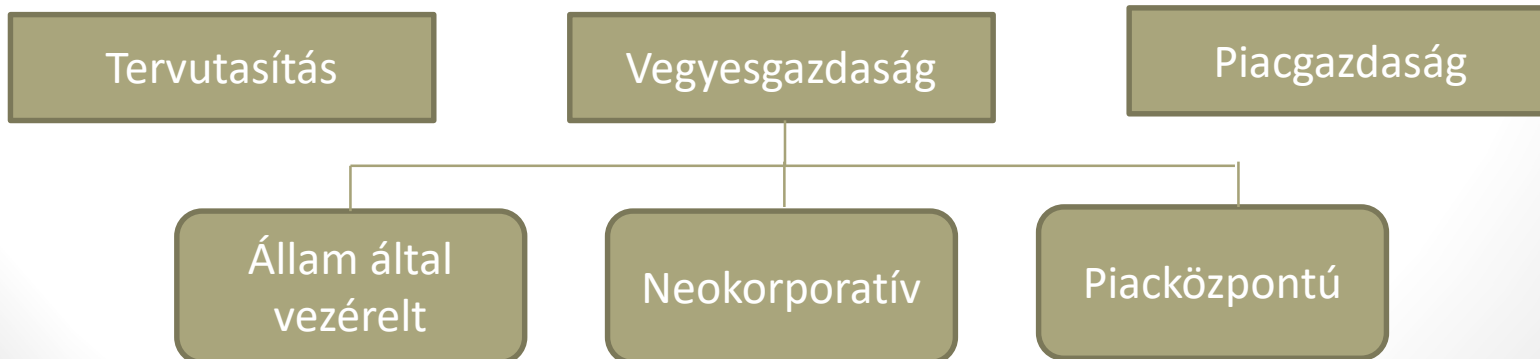 Tervutasítás
Vegyesgazdaság
Piacgazdaság
Állam által
vezérelt
Neokorporatív
Piacközpontú